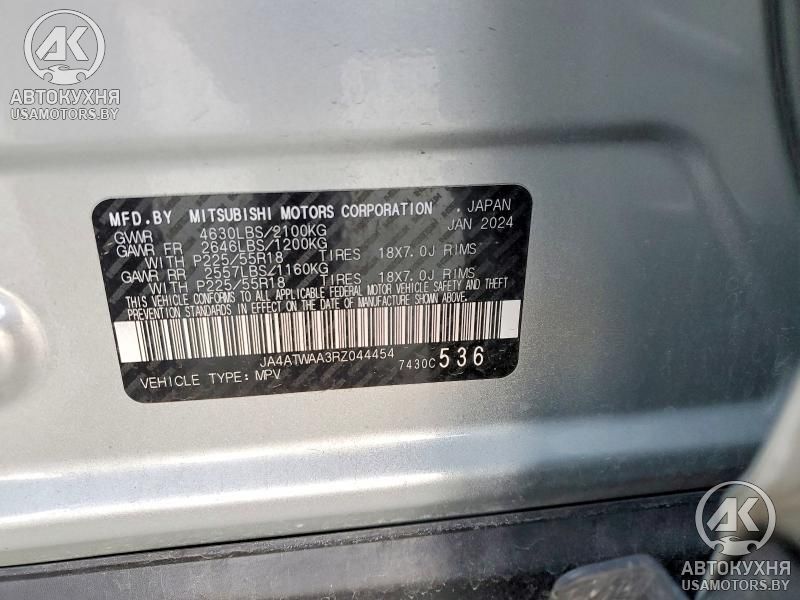 AK
АВТОКУХНЯ
USAMOTORS.BY
MFD.BY MITSUBISHI MOTORS CORPORATION . JAPAN
GVWR 4630LBS/2100KG JAN 2024
GAWR FR 2646LBS/1200KG
WITH P225/55R18 TIRES 18X7.0J RIMS
GAWR RR 2557LBS/1160KG
WITH P225/55R18 TIRES 18X7.0J RIMS
THIS VEHICLE CONFORMS TO ALL APPLICABLE FEDERAL MOTOR VEHICLE SAFETY AND THEFT
PREVENTION STANDARDS IN EFFECT ON THE DATE OF MANUFACTURE SHOWN ABOVE.
JA4ATWAA3RZ044454
7430C 536
VEHICLE TYPE: MPV
AK
АВТОКУХНЯ
USAMOTORS.BY